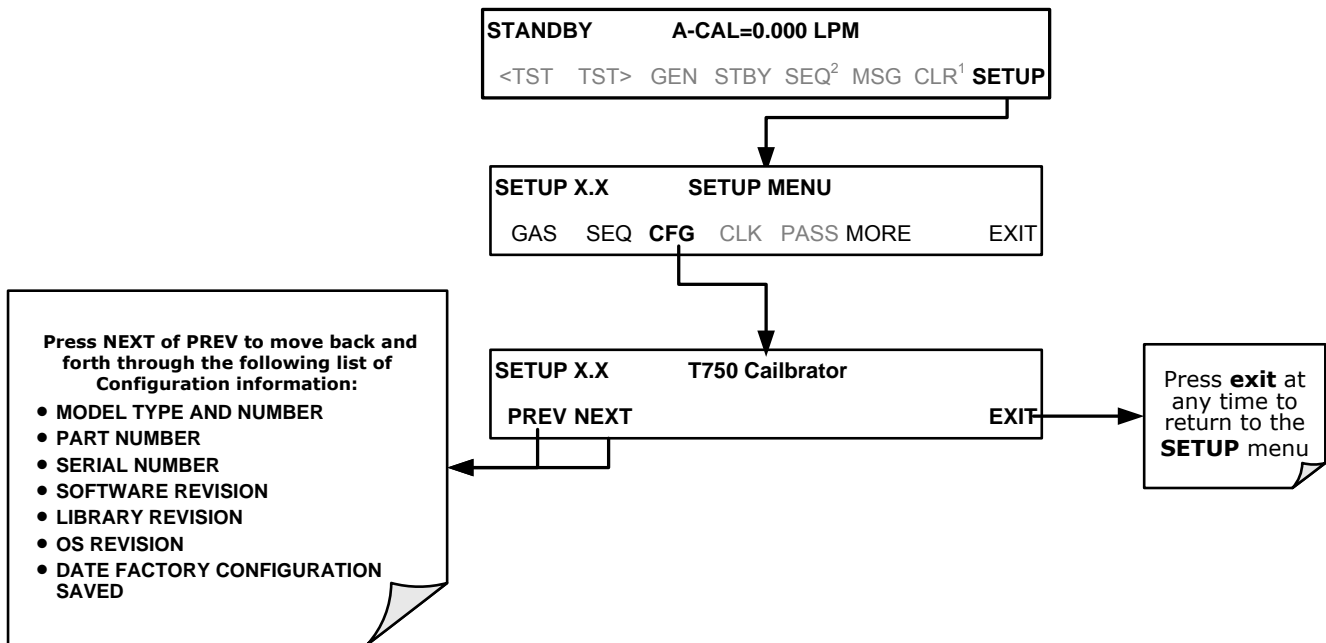 STANDBY A-CAL=0.000 LPM
<TST TST> GEN STBY SEQ2 MSG CLR1 SETUP
SETUP X.X SETUP MENU
GAS SEQ CFG CLK PASS MORE EXIT
SETUP X.X T750 Cailbrator
PREV NEXT EXIT
Press NEXT of PREV to move back and
forth through the following list of
Configuration information:
• MODEL TYPE AND NUMBER
• PART NUMBER
• SERIAL NUMBER
• SOFTWARE REVISION
• LIBRARY REVISION
• OS REVISION
• DATE FACTORY CONFIGURATION
SAVED
Press exit at
any time to
return to the
SETUP menu